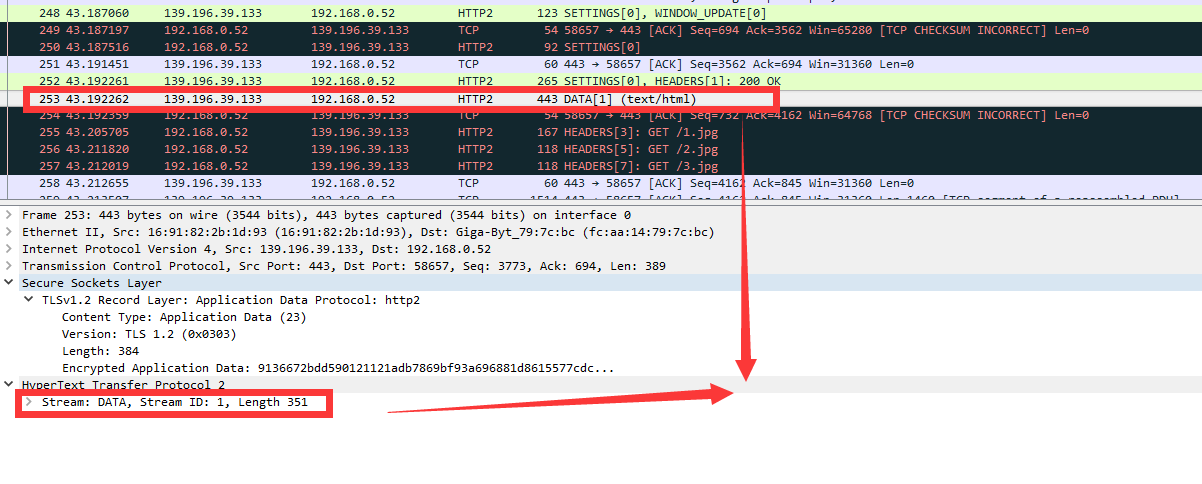 248 43.187060 139.196.39.133 192.168.0.52 HTTP2 123 SETTINGS[0], WINDOW_UPDATE[0]
249 43.187197 192.168.0.52 139.196.39.133 TCP 54 58657 → 443 [ACK] Seq=694 Ack=3562 Win=65280 [TCP CHECKSUM INCORRECT] Len=0
250 43.187516 192.168.0.52 139.196.39.133 HTTP2 92 SETTINGS[0]
251 43.191451 139.196.39.133 192.168.0.52 TCP 60 443 → 58657 [ACK] Seq=3562 Ack=694 Win=31360 Len=0
252 43.192261 139.196.39.133 192.168.0.52 HTTP2 265 SETTINGS[0], HEADERS[1]: 200 OK
253 43.192262 139.196.39.133 192.168.0.52 HTTP2 443 DATA[1] (text/html)
254 43.192359 192.168.0.52 139.196.39.133 TCP 54 58657 → 443 [ACK] Seq=732 Ack=4162 Win=64768 [TCP CHECKSUM INCORRECT] Len=0
255 43.205705 192.168.0.52 139.196.39.133 HTTP2 167 HEADERS[3]: GET /1.jpg
256 43.211820 192.168.0.52 139.196.39.133 HTTP2 118 HEADERS[5]: GET /2.jpg
257 43.212019 192.168.0.52 139.196.39.133 HTTP2 118 HEADERS[7]: GET /3.jpg
258 43.212655 139.196.39.133 192.168.0.52 TCP 60 443 → 58657 [ACK] Seq=4162 Ack=845 Win=31360 Len=0
Frame 253: 443 bytes on wire (3544 bits), 443 bytes captured (3544 bits) on interface 0
Ethernet II, Src: 16:91:82:2b:1d:93 (16:91:82:2b:1d:93), Dst: Giga-Byt_79:7c:bc (fc:aa:14:79:7c:bc)
Internet Protocol Version 4, Src: 139.196.39.133, Dst: 192.168.0.52
Transmission Control Protocol, Src Port: 443, Dst Port: 58657, Seq: 3773, Ack: 694, Len: 389
Secure Sockets Layer
TLSv1.2 Record Layer: Application Data Protocol: http2
Content Type: Application Data (23)
Version: TLS 1.2 (0x0303)
Length: 384
Encrypted Application Data: 9136672bdd590121121adb7869bf93a696881d8615577cdc...
HyperText Transfer Protocol 2
Stream: DATA, Stream ID: 1, Length 351